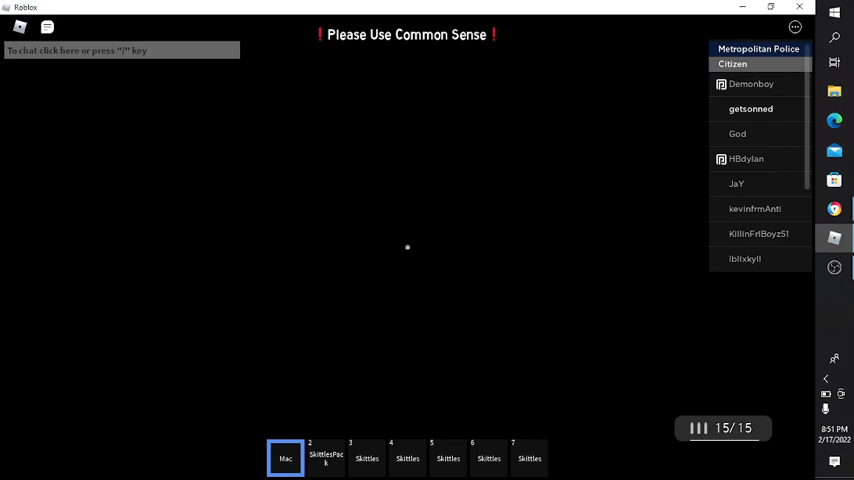 Roblox
❗Please Use Common Sense❗
To chat click here or press "/" key
Metropolitan Police
Citizen
Demonboy
getsonned
God
HBdylan
JaY
kevinfrmAnti
KillinFrlBoyz51
lblixkyll
15/15
Mac
2
SkittlesPac
k
3
Skittles
4
Skittles
5
Skittles
6
Skittles
7
Skittles
8:51 PM
2/17/2022